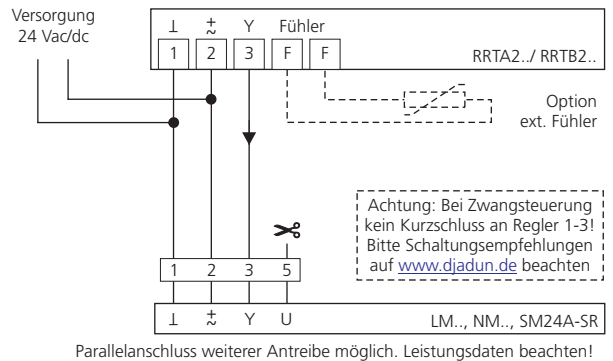 Versorgung
24 Vac/dc
⊥ ± ~ Y Fühler
1 2 3 F F
RRTA2../ RRTB2..
Option
ext. Fühler
Achtung: Bei Zwangsteuerung
kein Kurzschluss an Regler 1-3!
Bitte Schaltungsempfehlungen
auf www.djadun.de beachten
1 2 3 5
⊥ ± ~ Y U
LM.., NM.., SM24A-SR
Parallelanschluss weiterer Antreibe möglich. Leistungsdaten beachten!